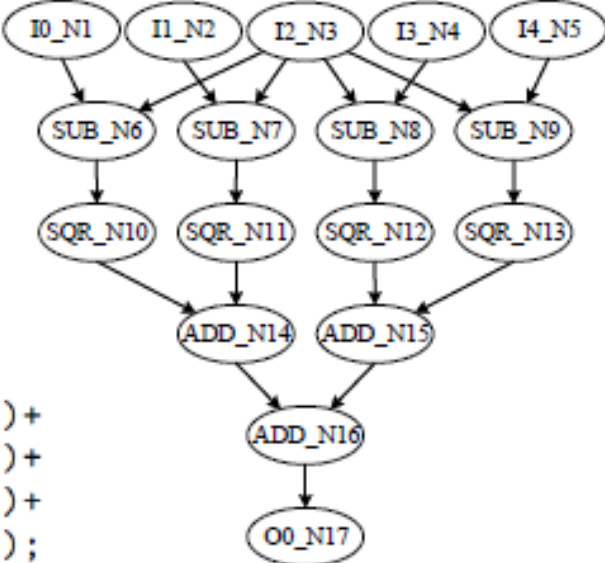 I0_N1 I1_N2 I2_N3 I3_N4 I4_N5
SUB_N6 SUB_N7 SUB_N8 SUB_N9
SQR_N10 SQR_N11 SQR_N12 SQR_N13
ADD_N14 ADD_N15
)+
ADD_N16
)+
)+
O0_N17
);